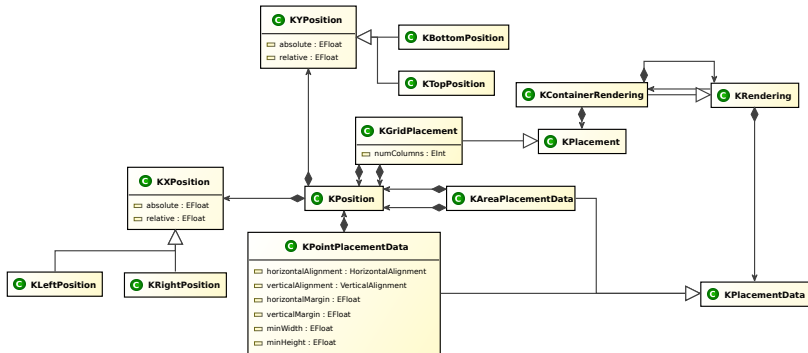 C KYPosition
absolute : EFloat
relative : EFloat
C KBottomPosition
C KTopPosition
C KContainerRendering
C KRendering
C KGridPlacement
numColumns : EInt
C KPlacement
C KXPosition
absolute : EFloat
relative : EFloat
C KPosition
C KAreaPlacementData
C KPointPlacementData
horizontalAlignment : HorizontalAlignment
verticalAlignment : VerticalAlignment
horizontalMargin : EFloat
verticalMargin : EFloat
minWidth : EFloat
minHeight : EFloat
C KLeftPosition
C KRightPosition
C KPlacementData